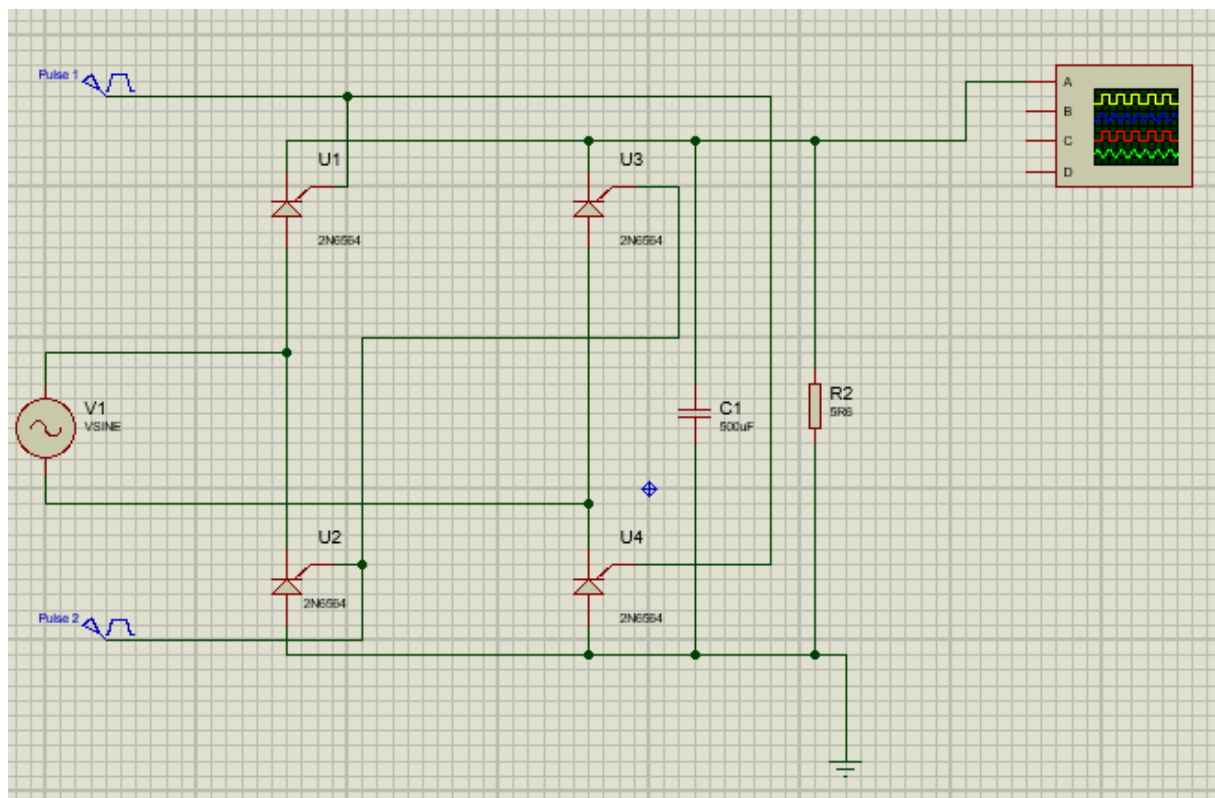 Pulse 1
A
B
C
D
U1
2N6564
U3
2N6564
V1
VSINE
C1
500uF
R2
5R6
U2
2N6564
U4
2N6564
Pulse 2